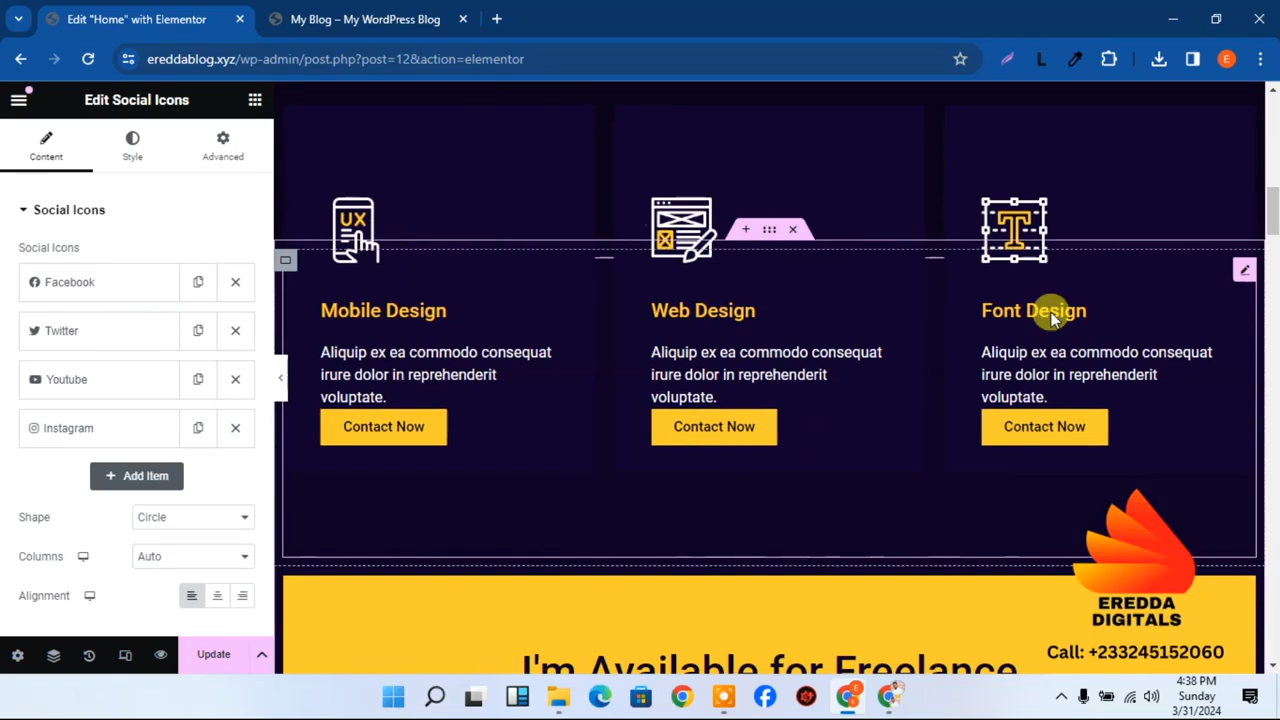 Edit "Home" with Elementor
My Blog – My WordPress Blog
ereddablog.xyz/wp-admin/post.php?post=12&action=elementor
L
E
Edit Social Icons
Content
Style
Advanced
Social Icons
Social Icons
Facebook
Twitter
Youtube
Instagram
+ Add Item
Shape
Circle
Columns
Auto
Alignment
Update
UX
T
Mobile Design
Web Design
Font Design
Aliquip ex ea commodo consequat
irure dolor in reprehenderit
voluptate.
Aliquip ex ea commodo consequat
irure dolor in reprehenderit
voluptate.
Aliquip ex ea commodo consequat
irure dolor in reprehenderit
voluptate.
Contact Now
Contact Now
Contact Now
I'm Available for Freelance
EREDDA
DIGITALS
Call: +233245152060
4:38 PM
Sunday
3/31/2024